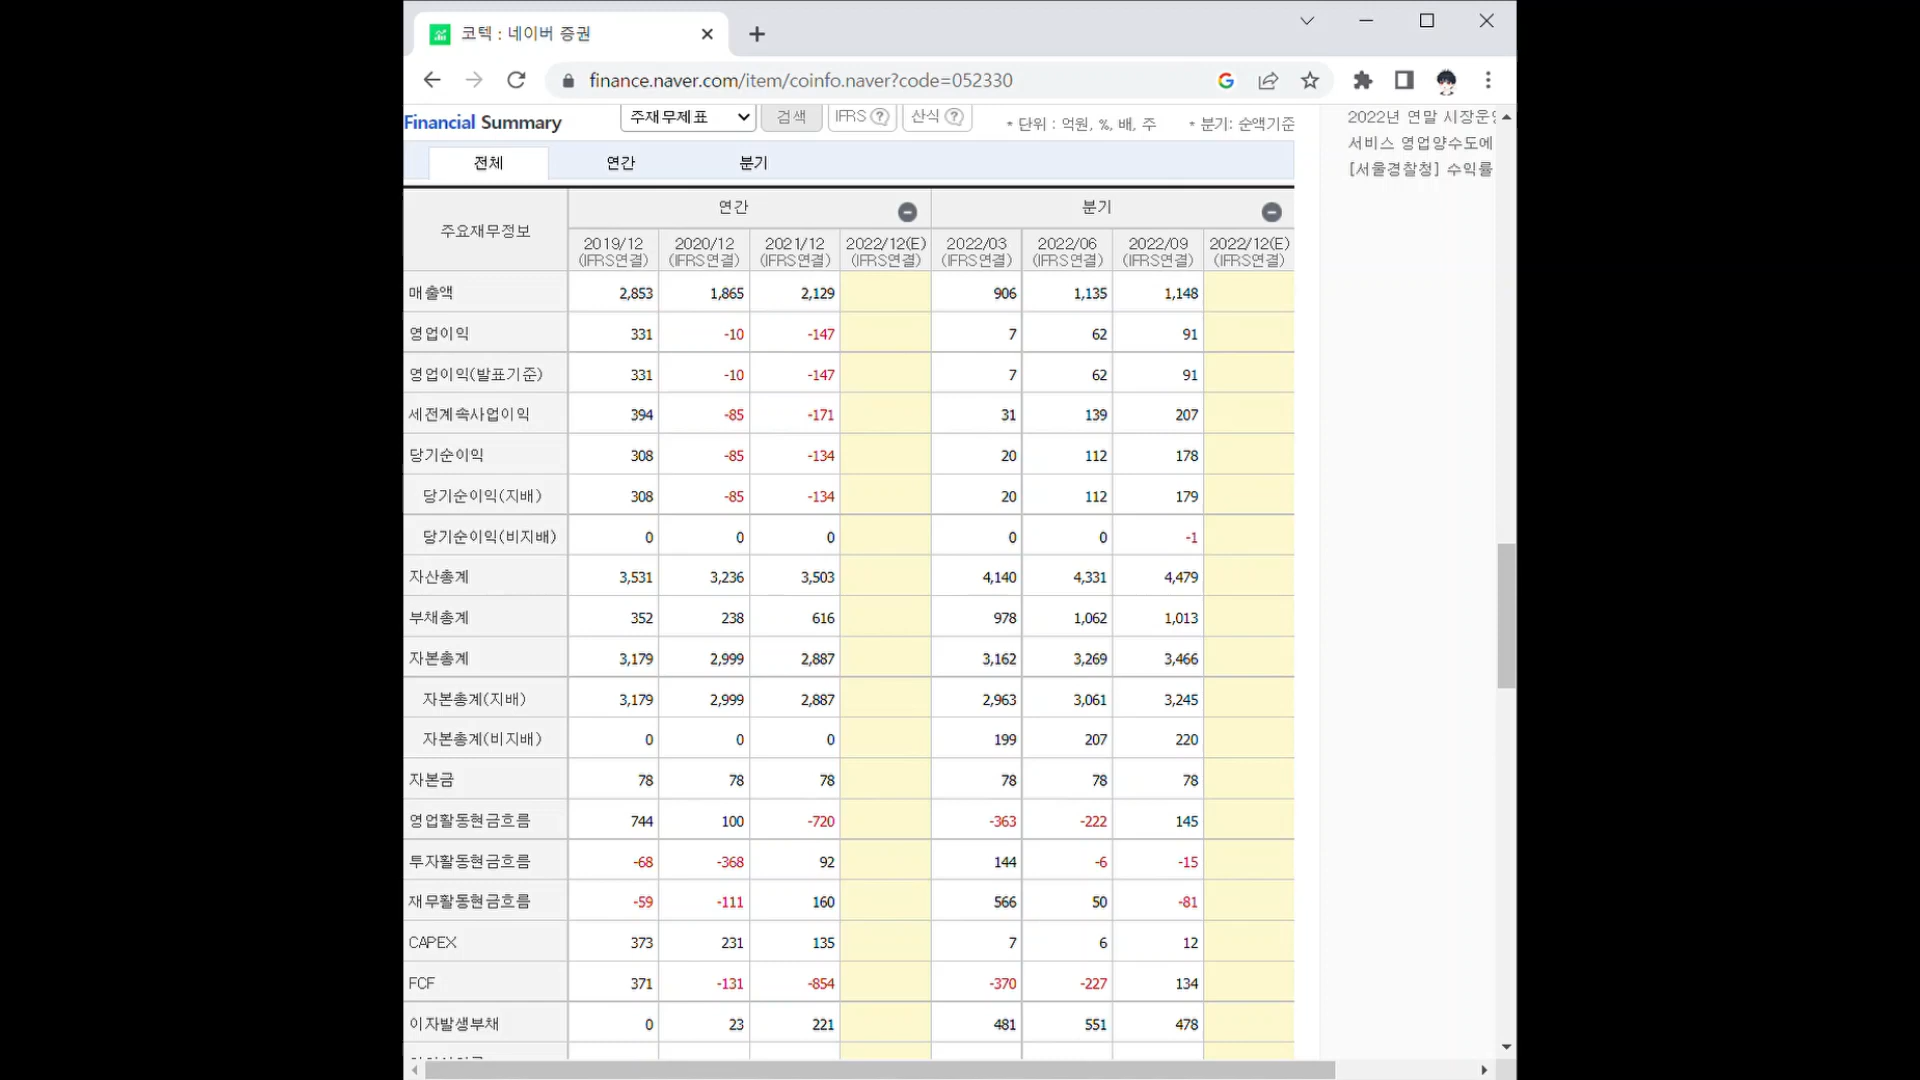 코텍 : 네이버 증권
finance.naver.com/item/coinfo.naver?code=052330
Financial Summary 주재무제표 검색 IFRS ? 산식 ? * 단위 : 억원, %, 배, 주 * 분기: 순액기준
전체 연간 분기
주요재무정보 연간 분기
2019/12 2020/12 2021/12 2022/12(E) 2022/03 2022/06 2022/09 2022/12(E)
(IFRS연결) (IFRS연결) (IFRS연결) (IFRS연결) (IFRS연결) (IFRS연결) (IFRS연결) (IFRS연결)
매출액 2,853 1,865 2,129 906 1,135 1,148
영업이익 331 -10 -147 7 62 91
영업이익(발표기준) 331 -10 -147 7 62 91
세전계속사업이익 394 -85 -171 31 139 207
당기순이익 308 -85 -134 20 112 178
당기순이익(지배) 308 -85 -134 20 112 179
당기순이익(비지배) 0 0 0 0 0 -1
자산총계 3,531 3,236 3,503 4,140 4,331 4,479
부채총계 352 238 616 978 1,062 1,013
자본총계 3,179 2,999 2,887 3,162 3,269 3,466
자본총계(지배) 3,179 2,999 2,887 2,963 3,061 3,245
자본총계(비지배) 0 0 0 199 207 220
자본금 78 78 78 78 78 78
영업활동현금흐름 744 100 -720 -363 -222 145
투자활동현금흐름 -68 -368 92 144 -6 -15
재무활동현금흐름 -59 -111 160 566 50 -81
CAPEX 373 231 135 7 6 12
FCF 371 -131 -854 -370 -227 134
이자발생부채 0 23 221 481 551 478
2022년 연말 시장운영
서비스 영업양수도에
[서울경찰청] 수익률